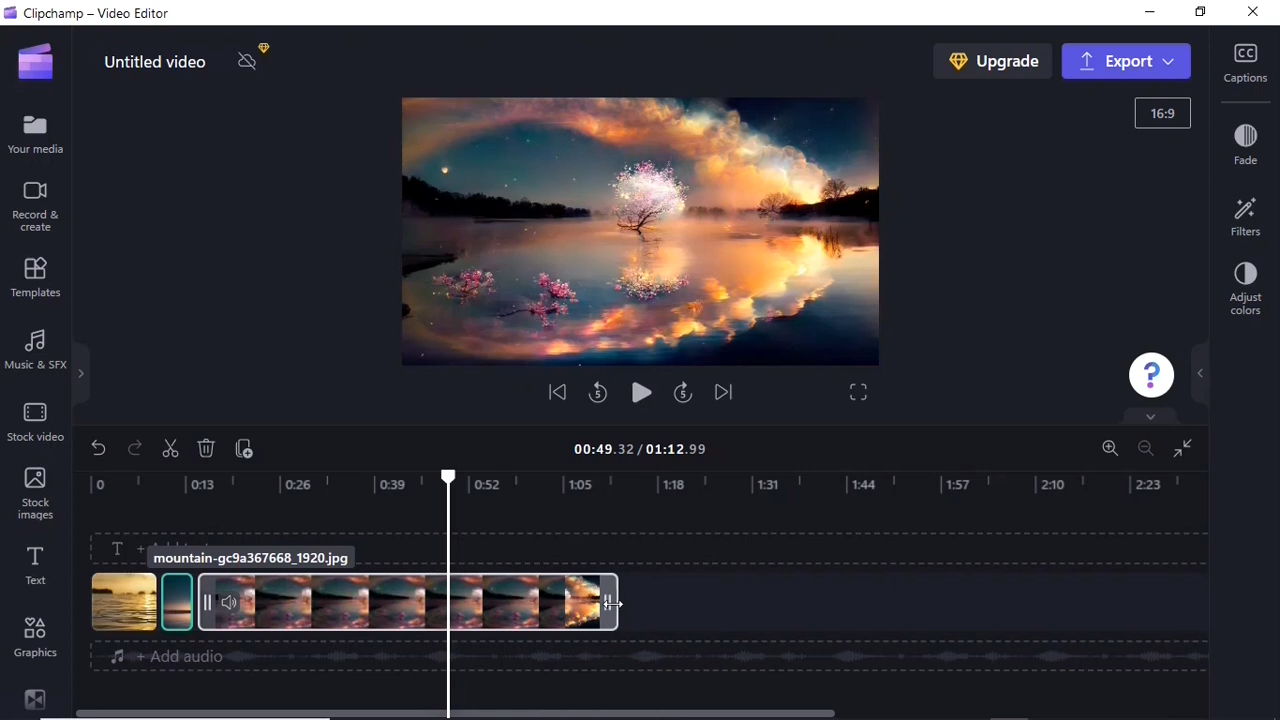 Clipchamp – Video Editor
Untitled video
Upgrade
Export
16:9
CC
Captions
Fade
Filters
Adjust
colors
Your media
Record &
create
Templates
Music & SFX
Stock video
Stock
images
Text
Graphics
5
5
?
00:49.32 / 01:12.99
0
0:13
0:26
0:39
0:52
1:05
1:18
1:31
1:44
1:57
2:10
2:23
T +
mountain-gc9a367668_1920.jpg
+ Add audio